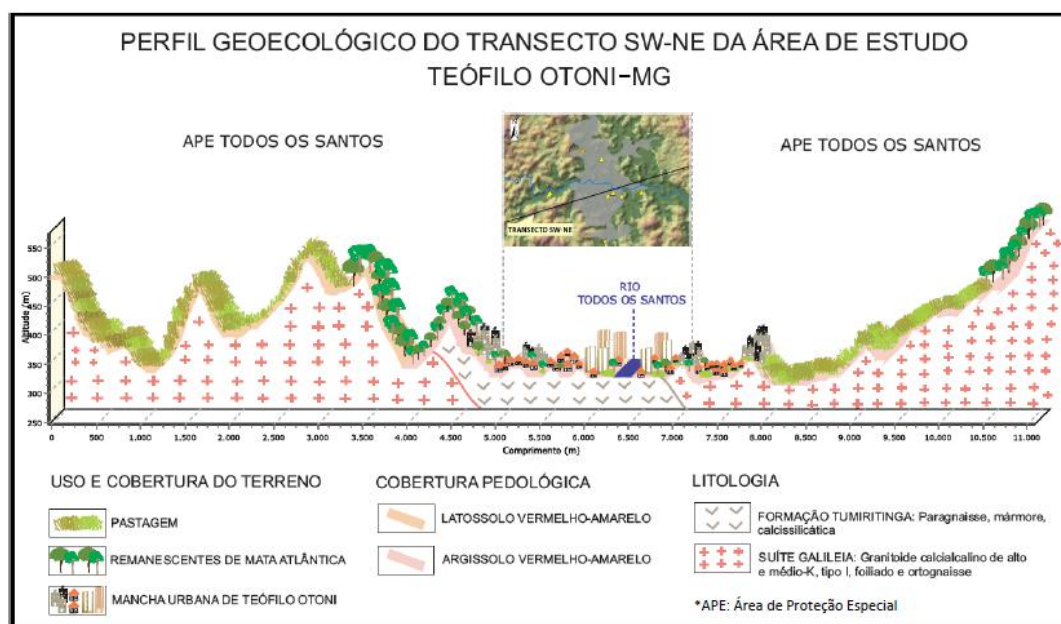 PERFIL GEOECOLÓGICO DO TRANSECTO SW-NE DA ÁREA DE ESTUDO
TEÓFILO OTONI-MG
APE TODOS OS SANTOS
APE TODOS OS SANTOS
TRANSECTO SW-NE
RIO
TODOS OS SANTOS
Altitude (m)
550
500
450
400
350
300
250
0
500
1.000
1.500
2.000
2.500
3.000
3.500
4.000
4.500
5.000
5.500
6.000
6.500
7.000
7.500
8.000
8.500
9.000
9.500
10.000
10.500
11.000
Comprimento (m)
USO E COBERTURA DO TERRENO
PASTAGEM
REMANESCENTES DE MATA ATLÂNTICA
MANCHA URBANA DE TEÓFILO OTONI
COBERTURA PEDOLÓGICA
LATOSSOLO VERMELHO-AMARELO
ARGISSOLO VERMELHO-AMARELO
LITOLOGIA
FORMAÇÃO TUMIRITINGA: Paragnaisse, mármore,
calcissilicática
SUÍTE GALILEIA: Granitoide calcialcalino de alto
e médio-K, tipo I, foiliado e ortognaisse
*APE: Área de Proteção Especial